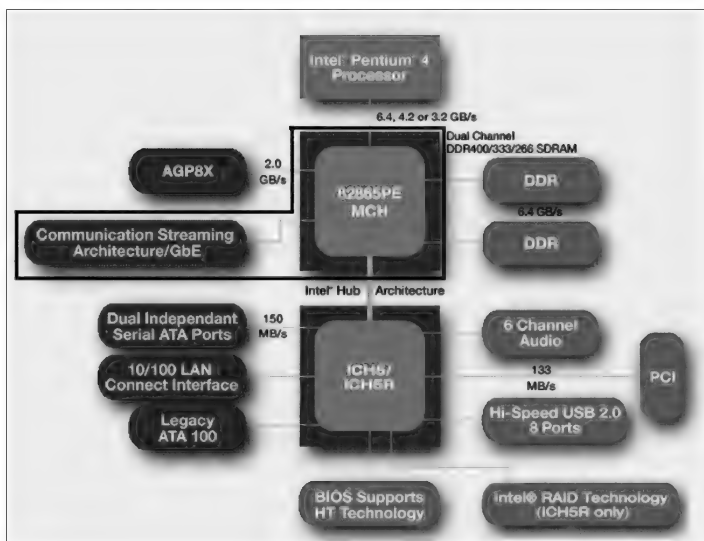 Intel® Pentium® 4
Processor
6.4, 4.2 or 3.2 GB/s
Dual Channel
DDR400/333/266 SDRAM
AGP8X
2.0
GB/s
82865PE
MCH
DDR
6.4 GB/s
DDR
Communication Streaming
Architecture/GbE
Intel® Hub Architecture
Dual Independant
Serial ATA Ports
150
MB/s
6 Channel
Audio
10/100 LAN
Connect Interface
ICH5/
ICH5R
133
MB/s
PCI
Legacy
ATA 100
Hi-Speed USB 2.0
8 Ports
BIOS Supports
HT Technology
Intel® RAID Technology
(ICH5R only)